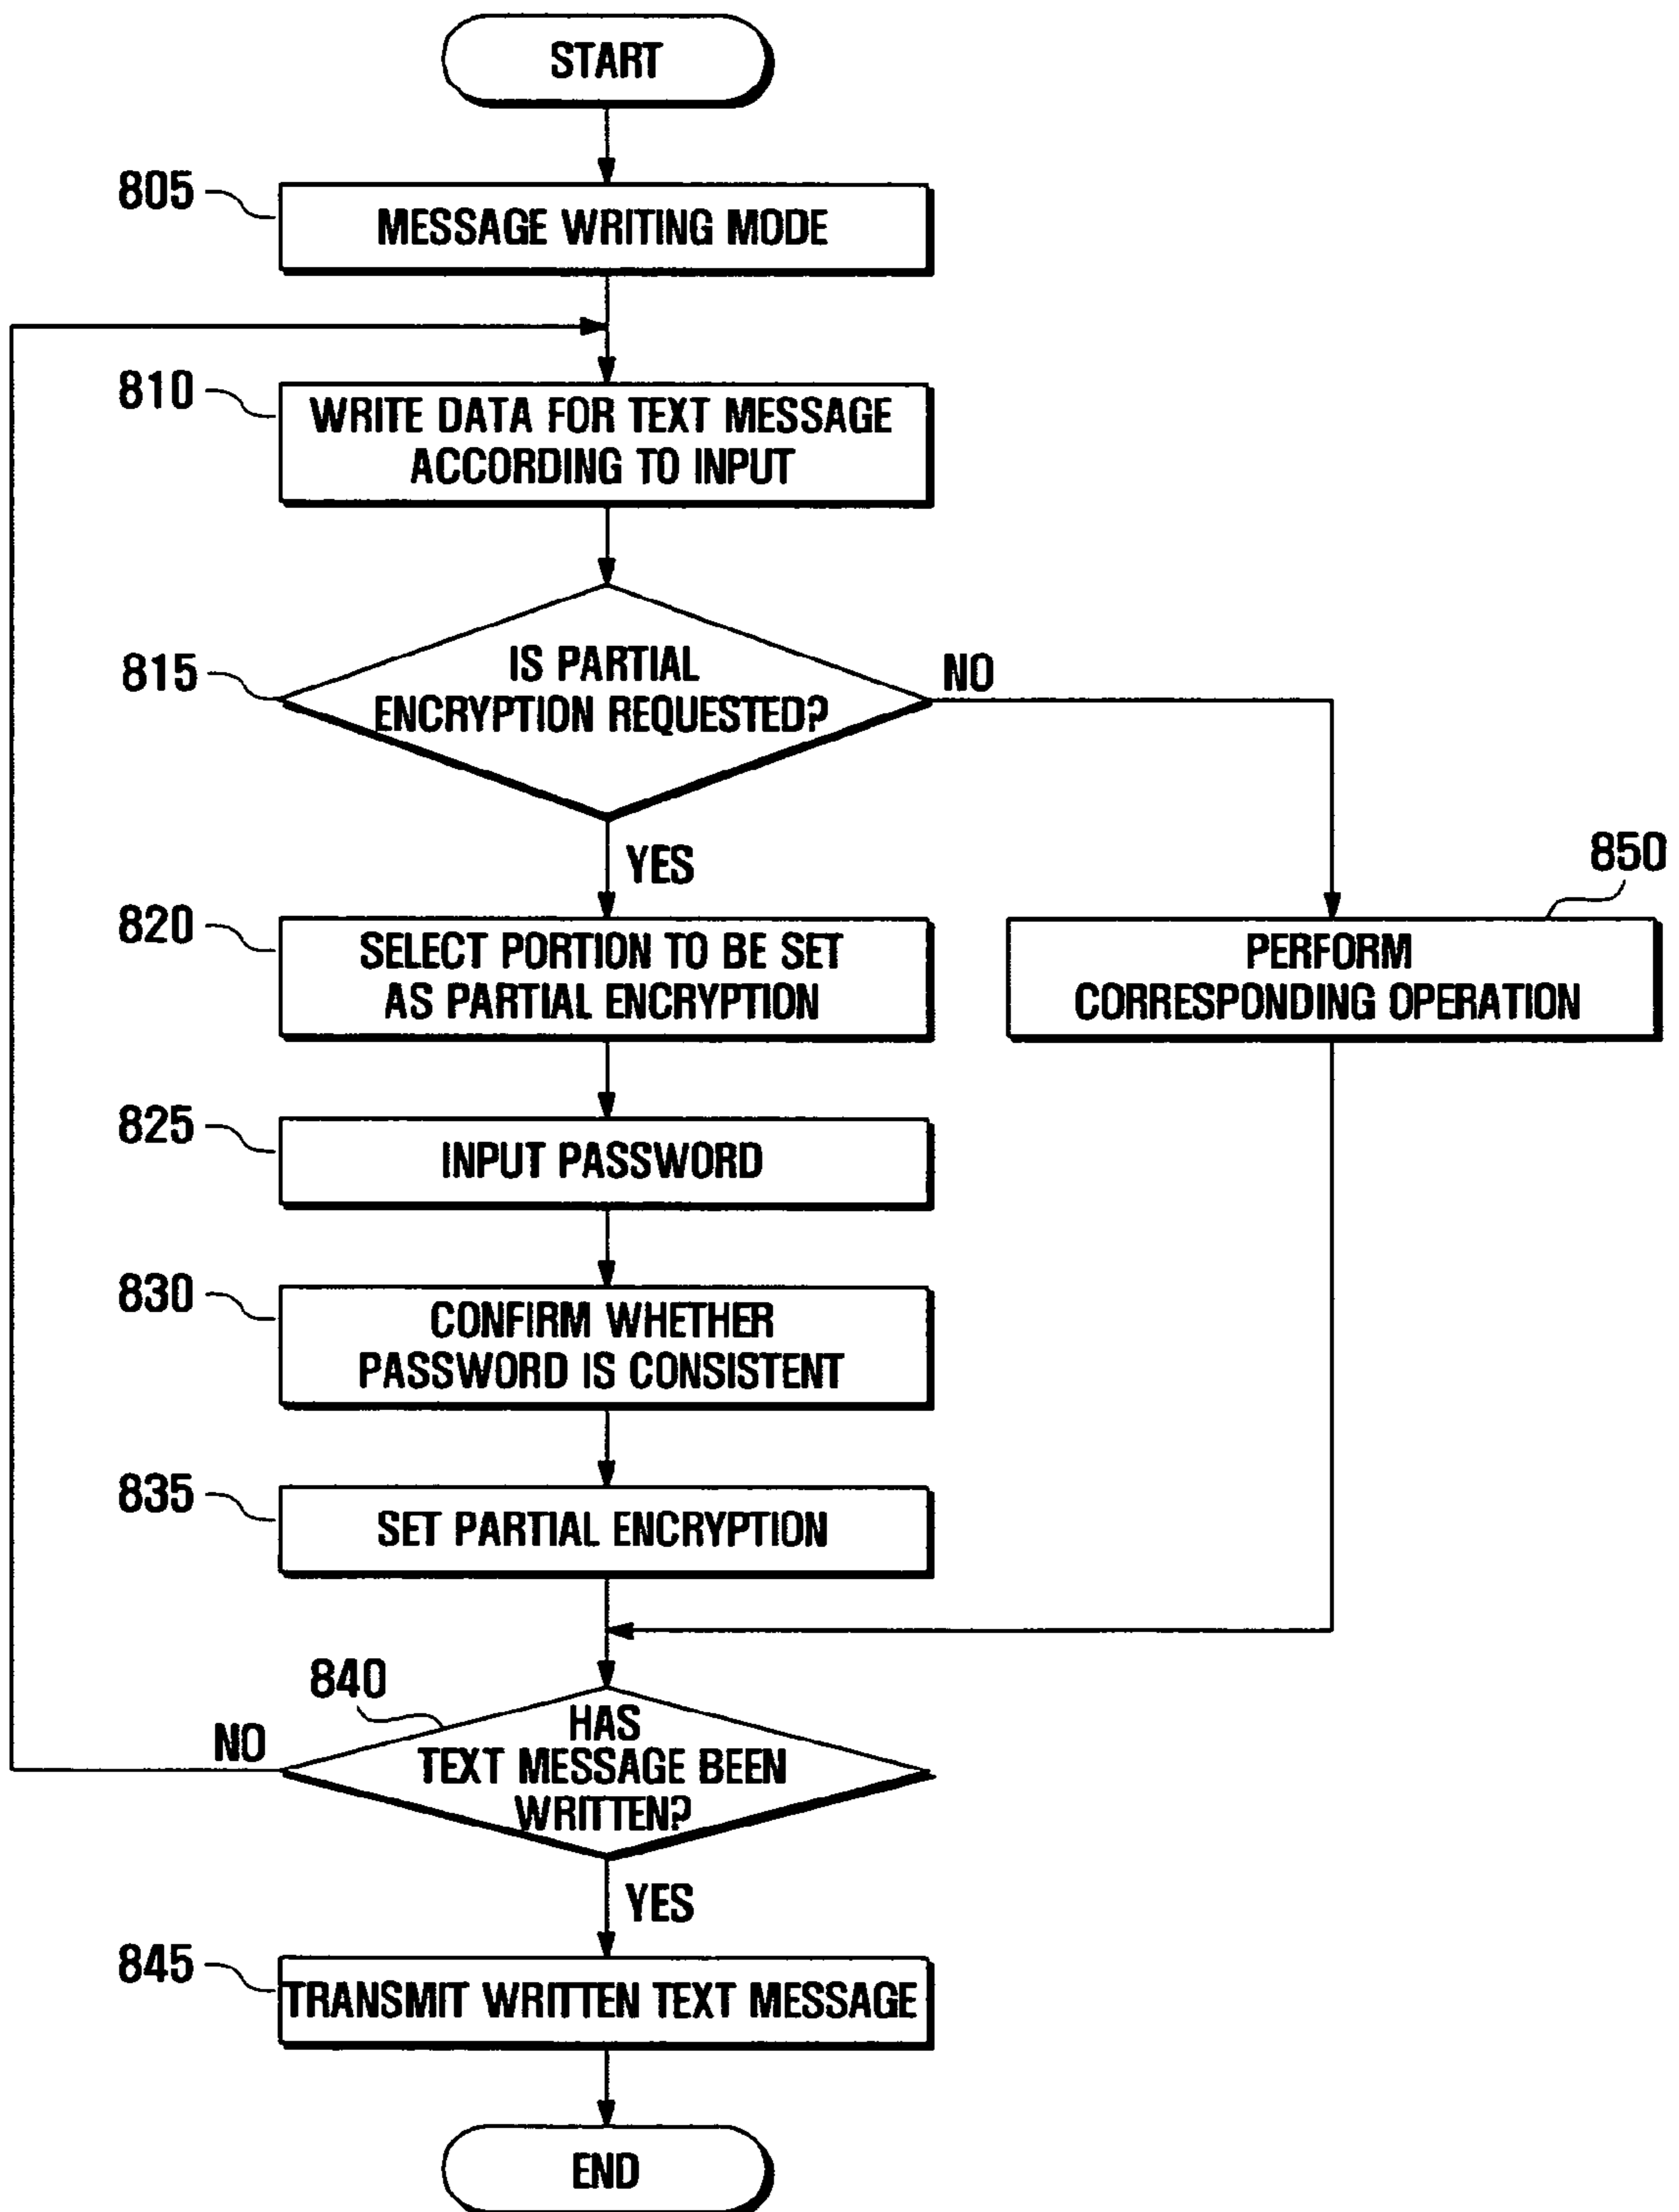 START
805
MESSAGE WRITING MODE
810
WRITE DATA FOR TEXT MESSAGE
ACCORDING TO INPUT
815
IS PARTIAL
ENCRYPTION REQUESTED?
NO
YES
850
820
SELECT PORTION TO BE SET
AS PARTIAL ENCRYPTION
PERFORM
CORRESPONDING OPERATION
825
INPUT PASSWORD
830
CONFIRM WHETHER
PASSWORD IS CONSISTENT
835
SET PARTIAL ENCRYPTION
840
HAS
TEXT MESSAGE BEEN
WRITTEN?
NO
YES
845
TRANSMIT WRITTEN TEXT MESSAGE
END